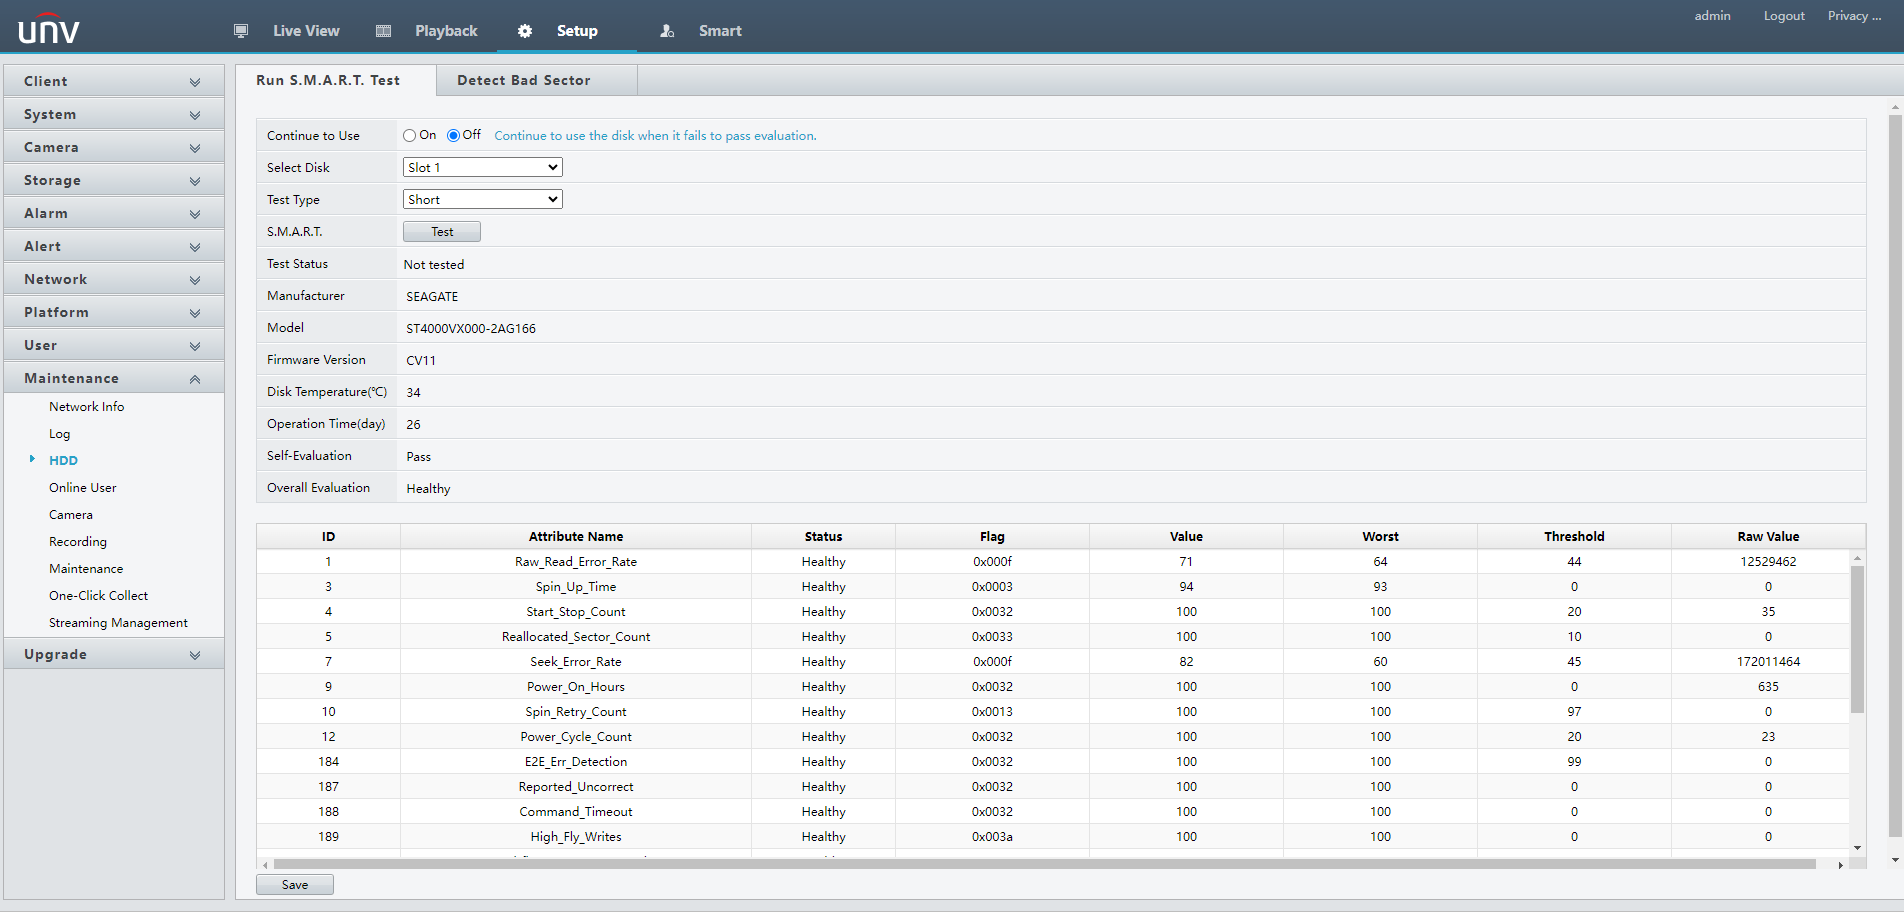 unv
Live View
Playback
Setup
Smart
admin
Logout
Privacy ...
Client
System
Camera
Storage
Alarm
Alert
Network
Platform
User
Maintenance
Network Info
Log
HDD
Online User
Camera
Recording
Maintenance
One-Click Collect
Streaming Management
Upgrade
Run S.M.A.R.T. Test
Detect Bad Sector
Continue to Use On Off Continue to use the disk when it fails to pass evaluation.
Select Disk Slot 1
Test Type Short
S.M.A.R.T. Test
Test Status Not tested
Manufacturer SEAGATE
Model ST4000VX000-2AG166
Firmware Version CV11
Disk Temperature(℃) 34
Operation Time(day) 26
Self-Evaluation Pass
Overall Evaluation Healthy
ID Attribute Name Status Flag Value Worst Threshold Raw Value
1 Raw_Read_Error_Rate Healthy 0x000f 71 64 44 12529462
3 Spin_Up_Time Healthy 0x0003 94 93 0 0
4 Start_Stop_Count Healthy 0x0032 100 100 20 35
5 Reallocated_Sector_Count Healthy 0x0033 100 100 10 0
7 Seek_Error_Rate Healthy 0x000f 82 60 45 172011464
9 Power_On_Hours Healthy 0x0032 100 100 0 635
10 Spin_Retry_Count Healthy 0x0013 100 100 97 0
12 Power_Cycle_Count Healthy 0x0032 100 100 20 23
184 E2E_Err_Detection Healthy 0x0032 100 100 99 0
187 Reported_Uncorrect Healthy 0x0032 100 100 0 0
188 Command_Timeout Healthy 0x0032 100 100 0 0
189 High_Fly_Writes Healthy 0x003a 100 100 0 0
Save